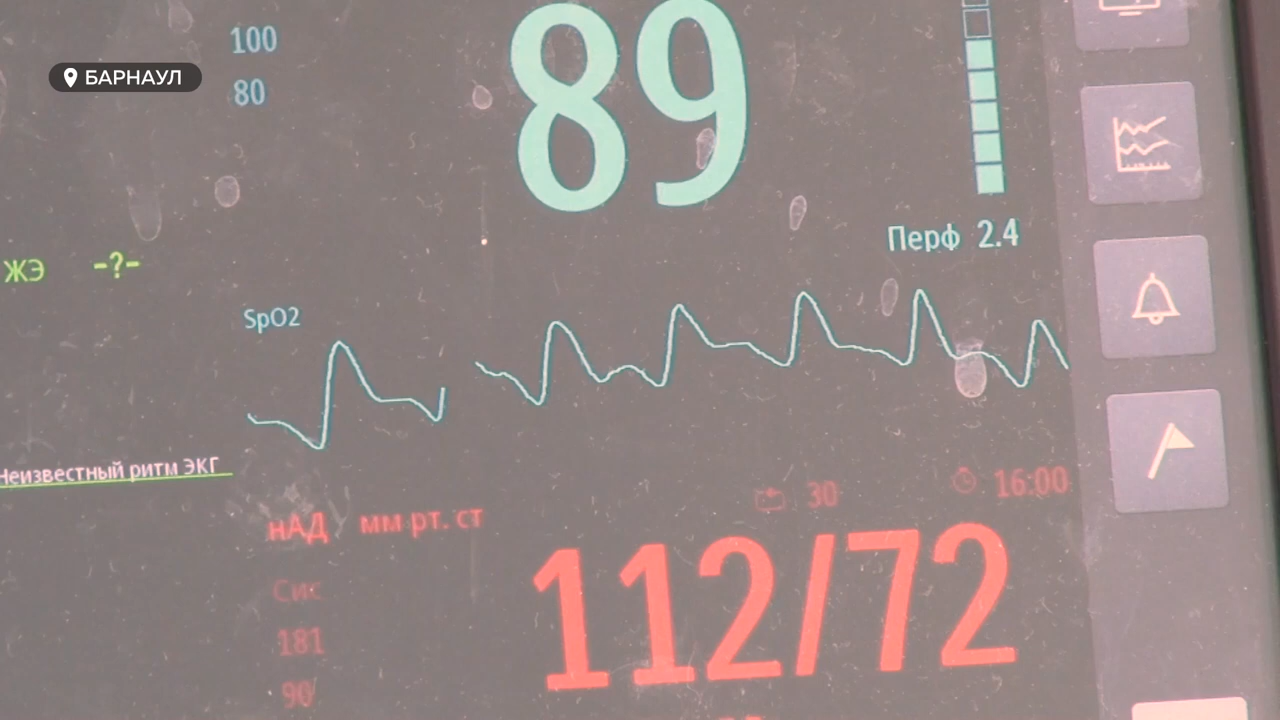 БАРНАУЛ
100
80
89
Перф 2.4
ЖЭ -?-
SpO2
Неизвестный ритм ЭКГ
30 16:00
нАД мм рт. ст
112/72
Сис
181
90